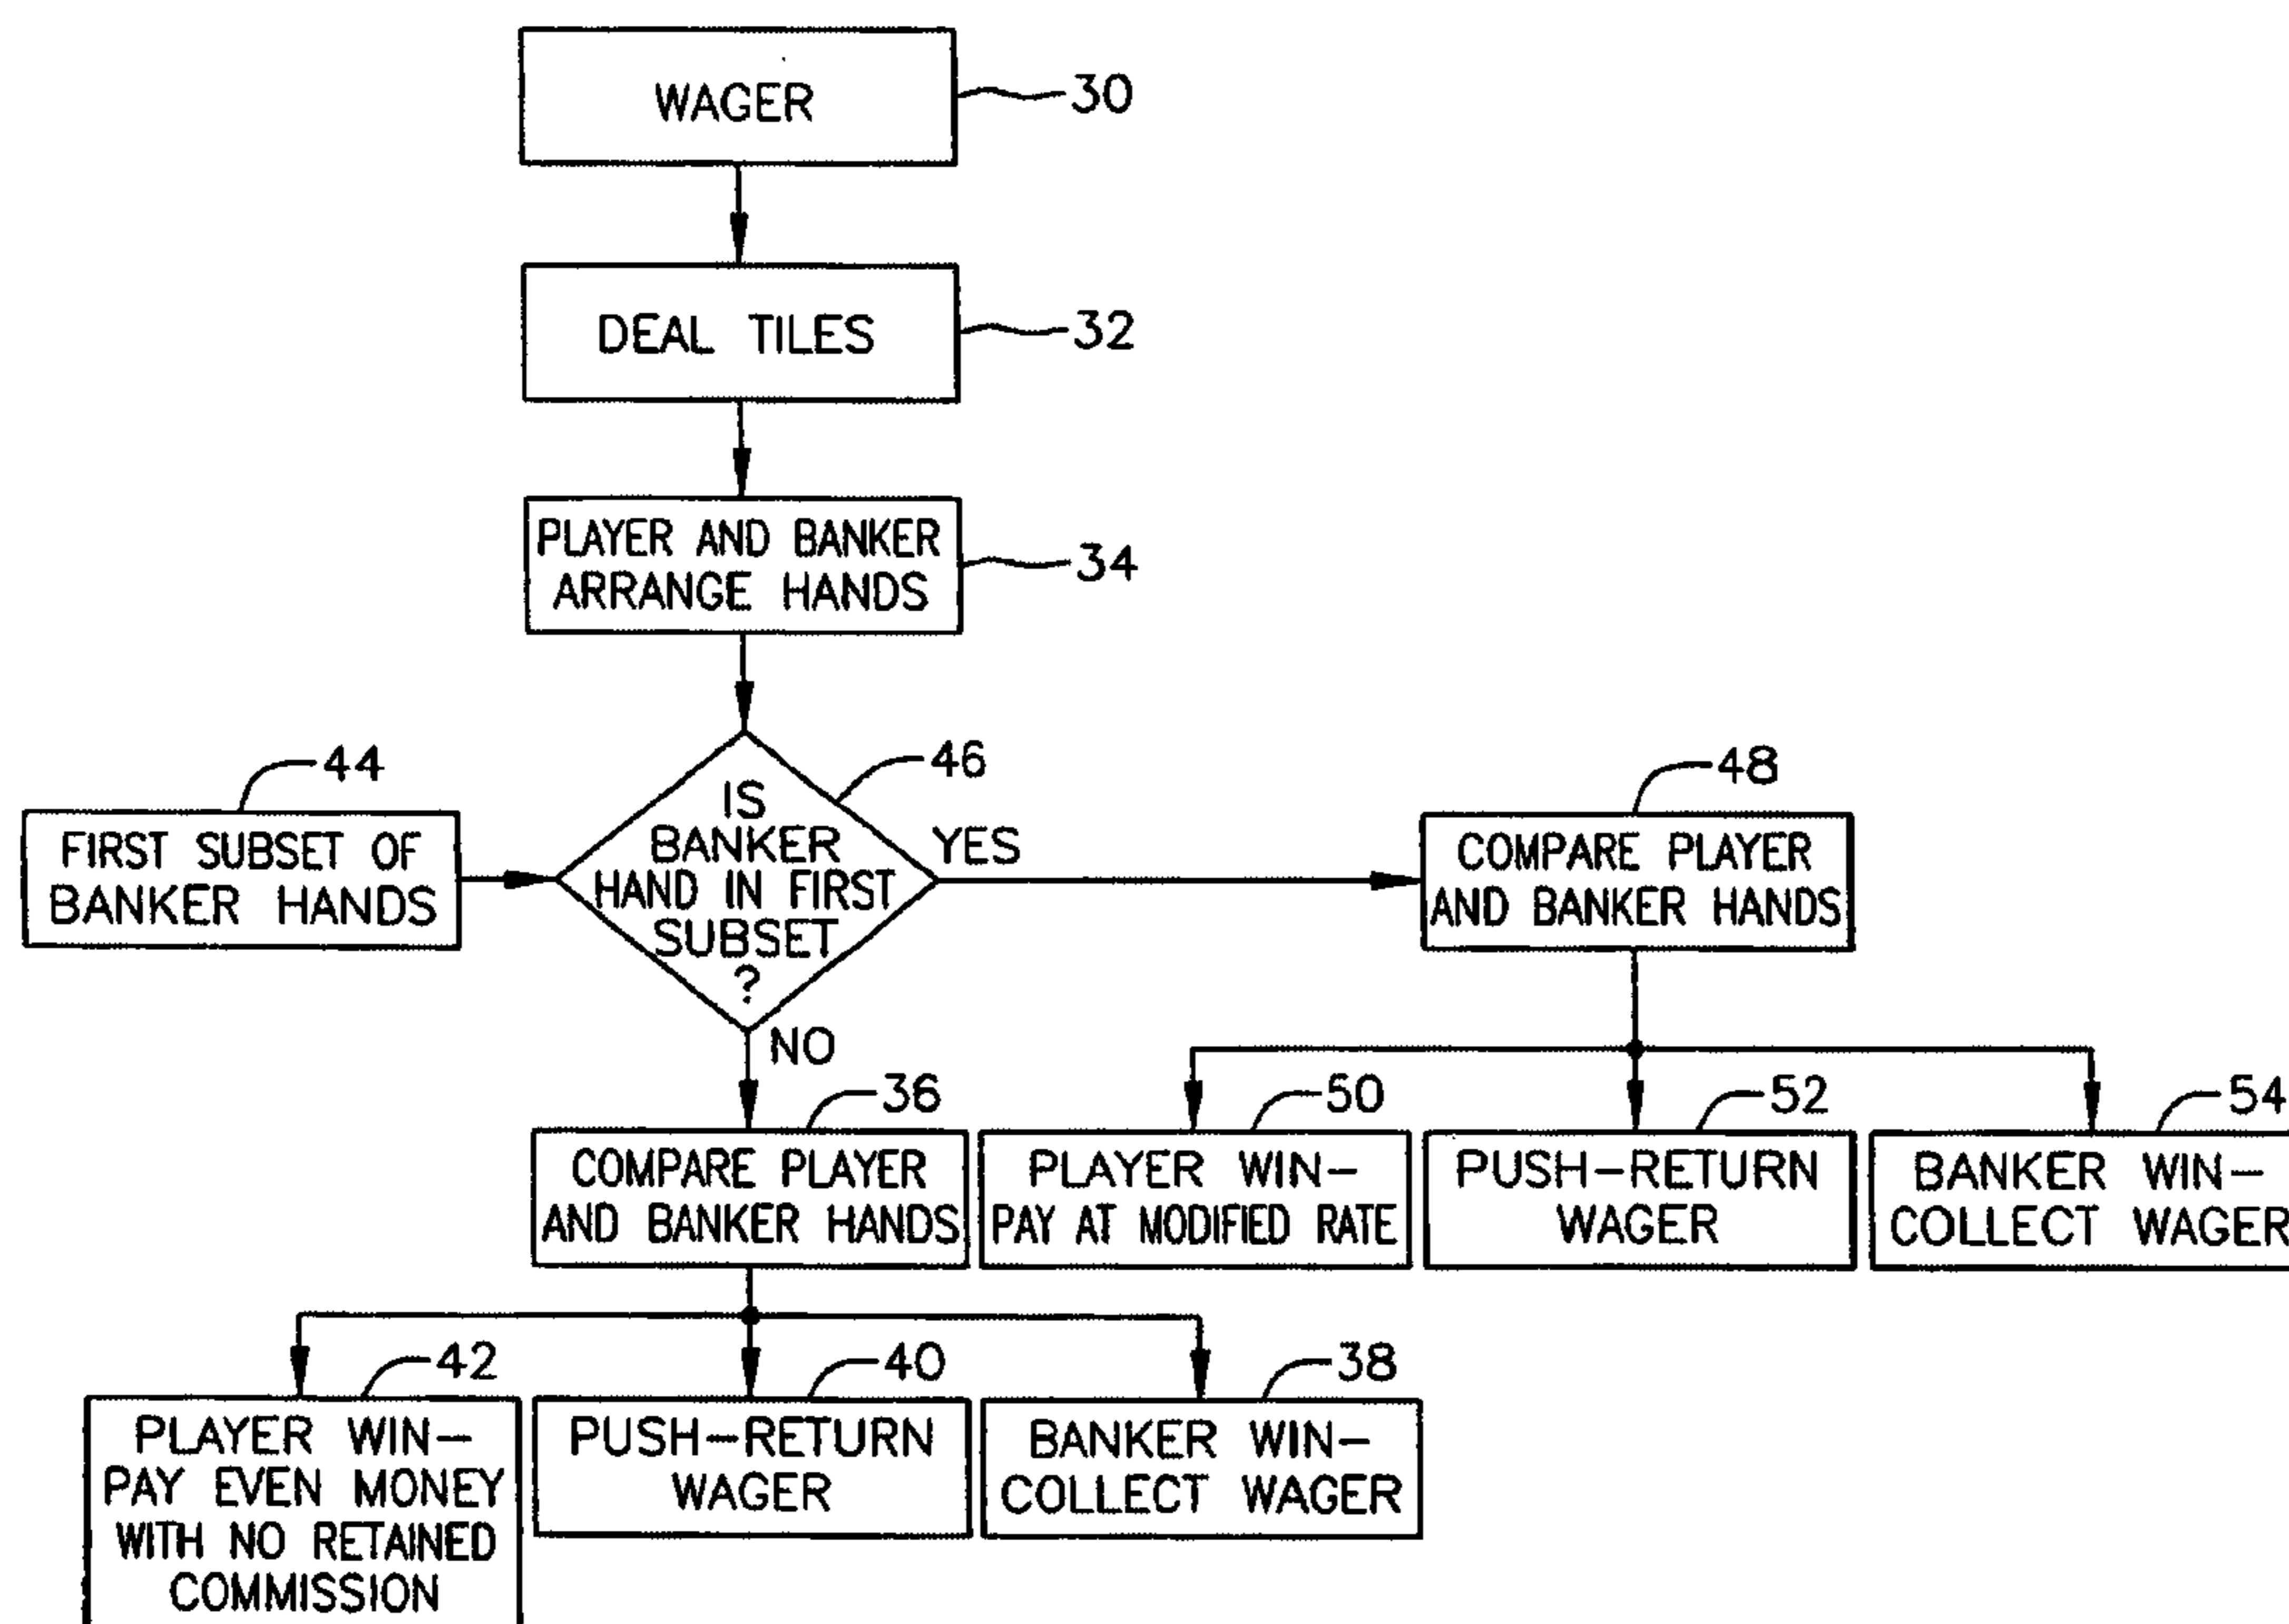 WAGER
30
DEAL TILES
32
PLAYER AND BANKER
ARRANGE HANDS
34
44
FIRST SUBSET OF
BANKER HANDS
46
IS
BANKER
HAND IN FIRST
SUBSET
?
YES
NO
48
COMPARE PLAYER
AND BANKER HANDS
36
COMPARE PLAYER
AND BANKER HANDS
50
PLAYER WIN-
PAY AT MODIFIED RATE
52
PUSH-RETURN
WAGER
54
BANKER WIN-
COLLECT WAGER
42
PLAYER WIN-
PAY EVEN MONEY
WITH NO RETAINED
COMMISSION
40
PUSH-RETURN
WAGER
38
BANKER WIN-
COLLECT WAGER